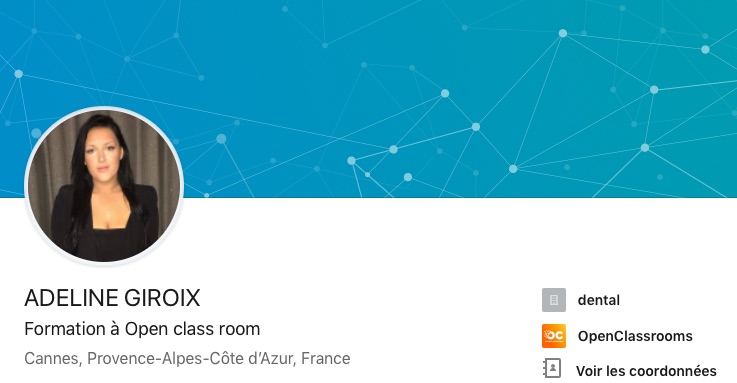 ADELINE GIROIX
Formation à Open class room
Cannes, Provence-Alpes-Côte d’Azur, France
dental
OC
OpenClassrooms
Voir les coordonnées